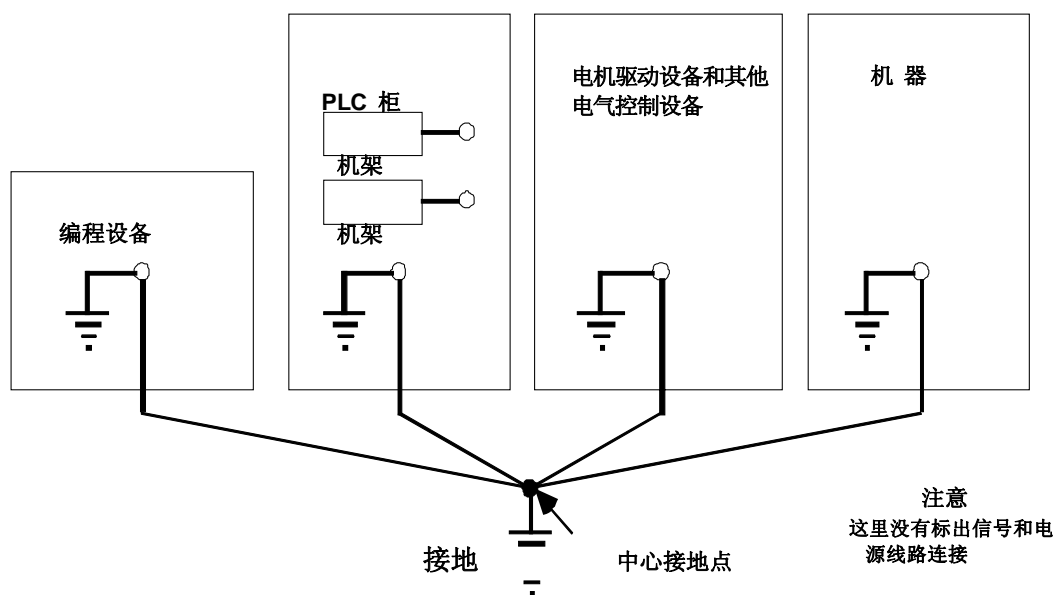 PLC 柜
机架
机架
编程设备
电机驱动设备和其他
电气控制设备
机 器
接地
中心接地点
注意
这里没有标出信号和电
源线路连接